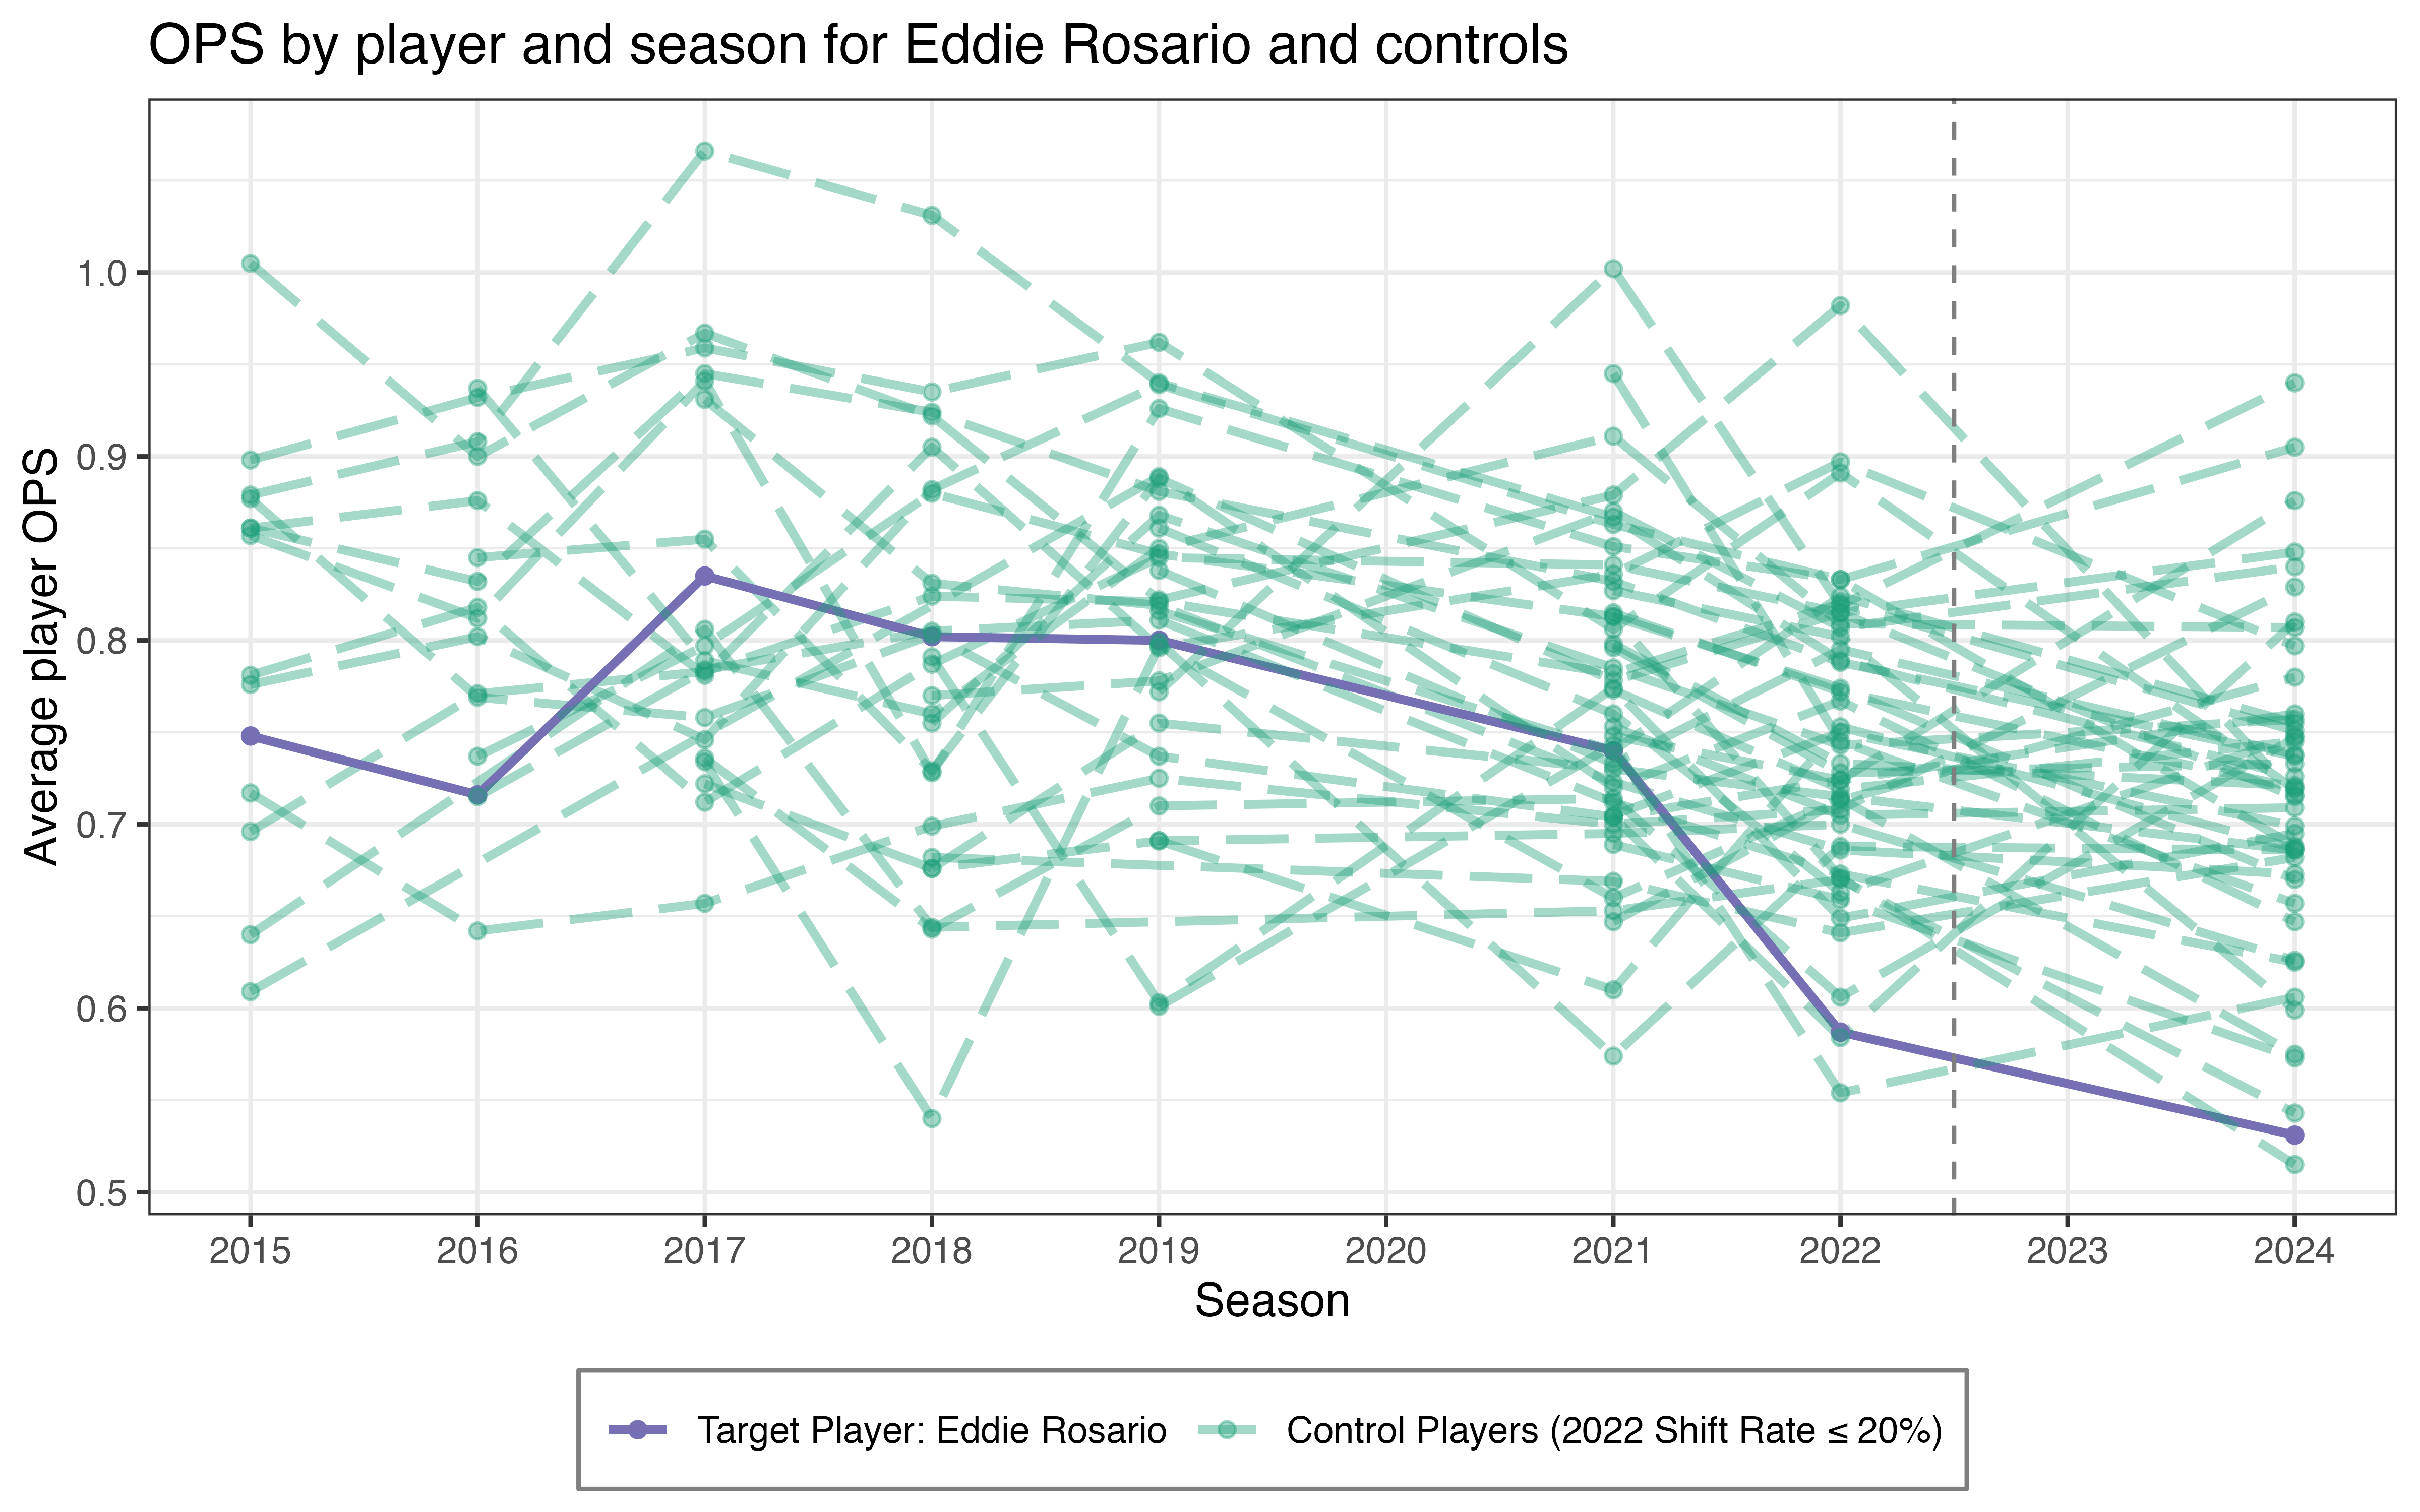 OPS by player and season for Eddie Rosario and controls
Average player OPS
1.0
0.9
0.8
0.7
0.6
0.5
2015 2016 2017 2018 2019 2020 2021 2022 2023 2024
Season
Target Player: Eddie Rosario Control Players (2022 Shift Rate ≤ 20%)